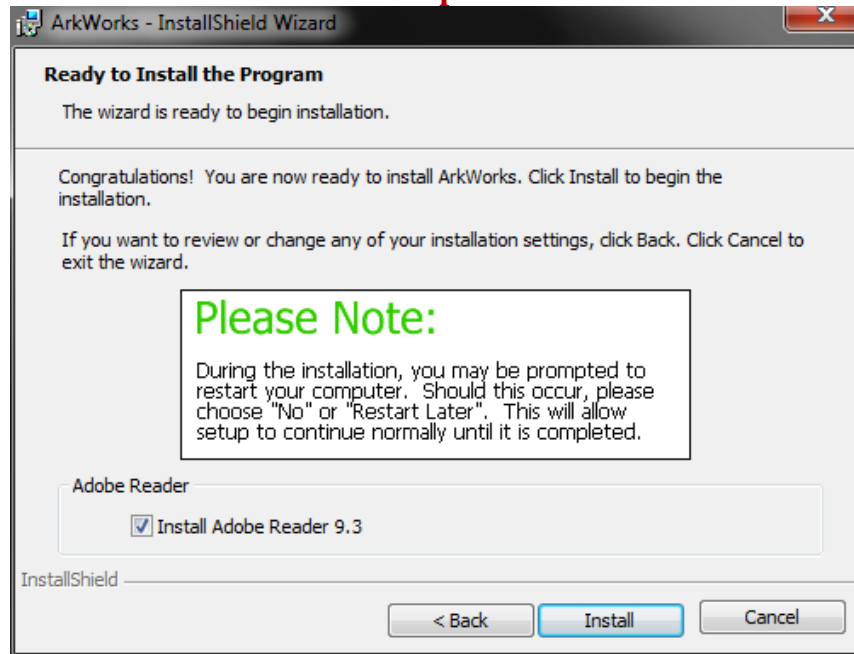 ArkWorks - InstallShield Wizard
Ready to Install the Program
The wizard is ready to begin installation.
Congratulations!  You are now ready to install ArkWorks. Click Install to begin the
installation.
If you want to review or change any of your installation settings, click Back. Click Cancel to
exit the wizard.
Please Note:
During the installation, you may be prompted to
restart your computer.  Should this occur, please
choose "No" or "Restart Later".  This will allow
setup to continue normally until it is completed.
Adobe Reader
Install Adobe Reader 9.3
InstallShield
< Back
Install
Cancel